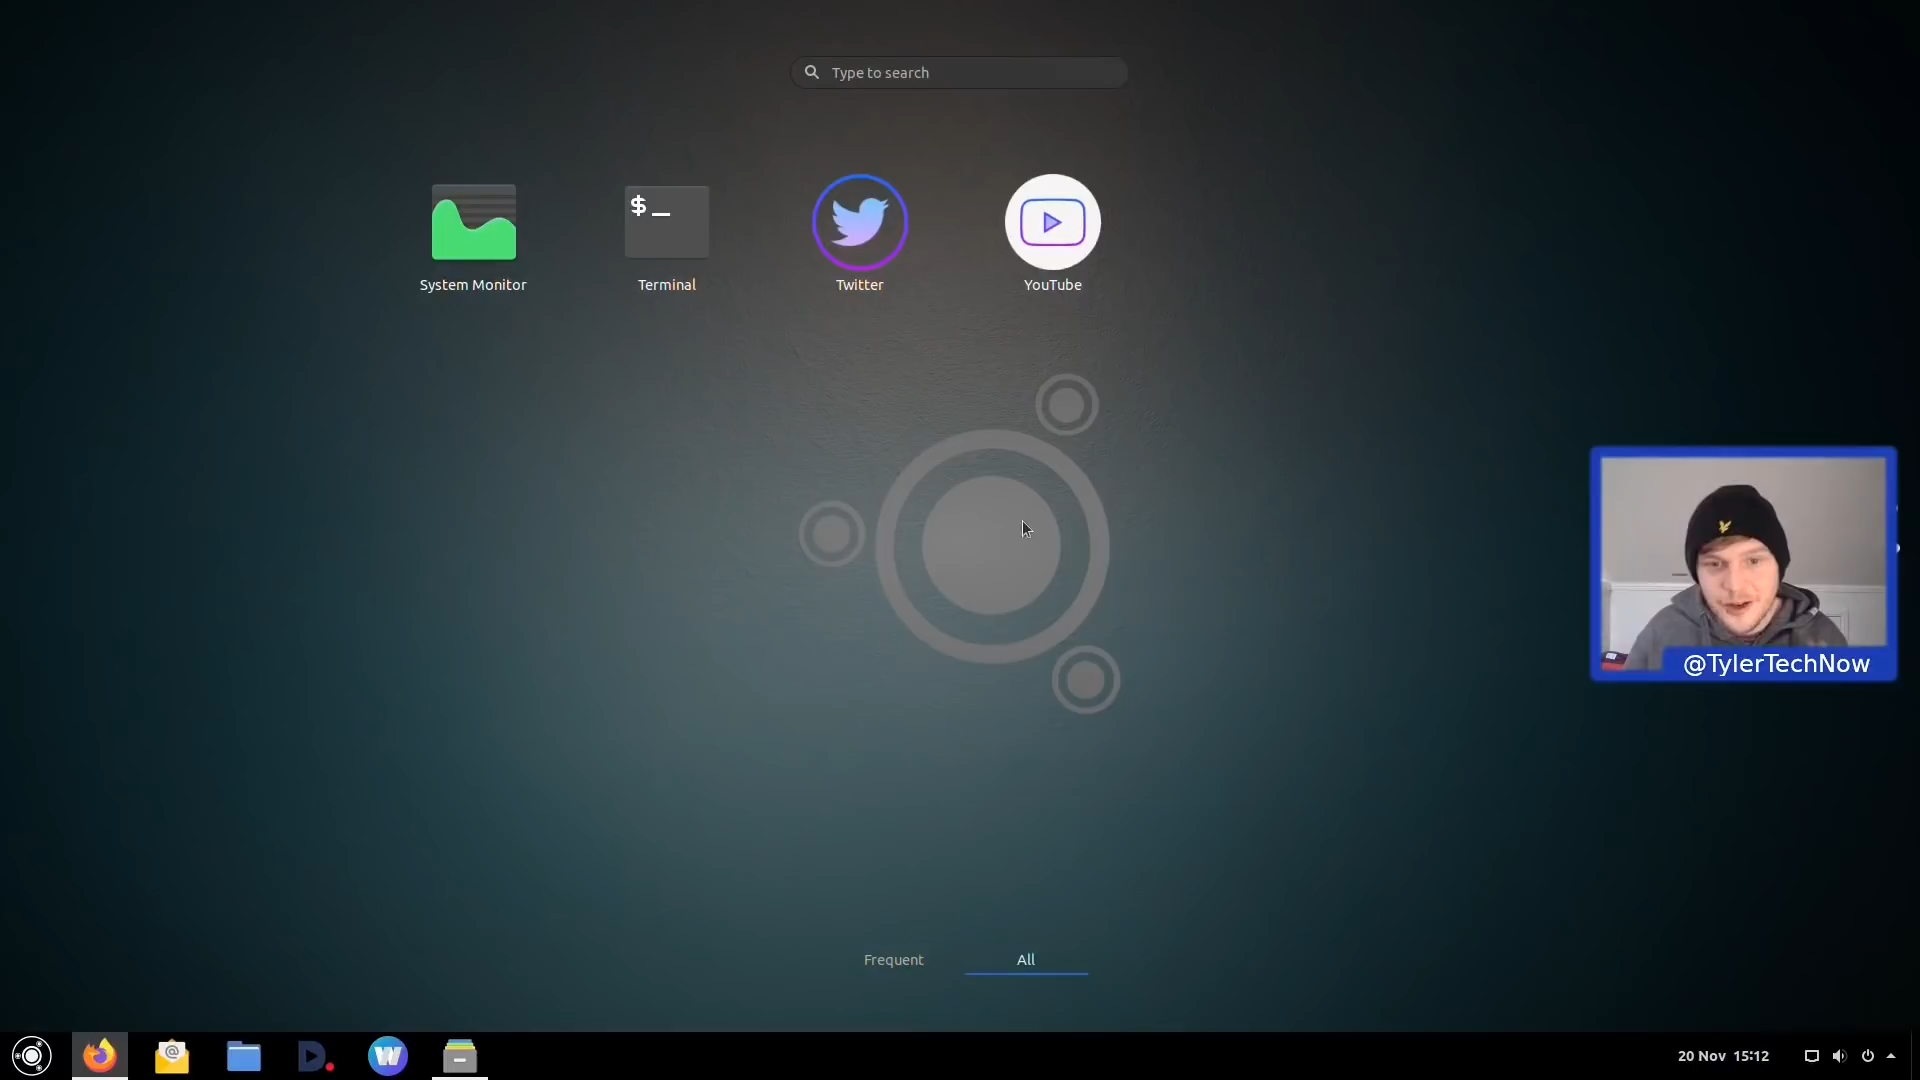 Type to search
$_
System Monitor
Terminal
Twitter
YouTube
@TylerTechNow
Frequent
All
@
D
W
20 Nov 15:12